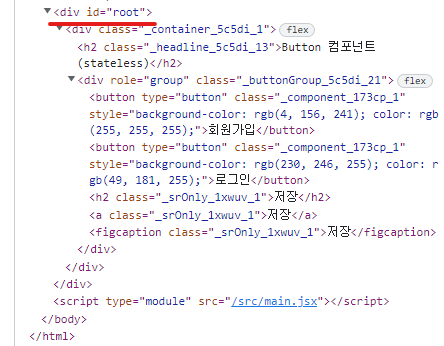 ▼<div id="root">
▼<div class="_container_5c5di_1"> flex
<h2 class="_headline_5c5di_13">Button 컴포넌트
(stateless)</h2>
▼<div role="group" class="_buttonGroup_5c5di_21"> flex
<button type="button" class="_component_173cp_1"
style="background-color: rgb(4, 156, 241); color: rgb
(255, 255, 255);">회원가입</button>
<button type="button" class="_component_173cp_1"
style="background-color: rgb(230, 246, 255); color: r
gb(49, 181, 255);">로그인</button>
<h2 class="_srOnly_1xwuv_1">저장</h2>
<a class="_srOnly_1xwuv_1">저장</a>
<figcaption class="_srOnly_1xwuv_1">저장</figcaption>
</div>
</div>
</div>
<script type="module" src="/src/main.jsx"></script>
</body>
</html>